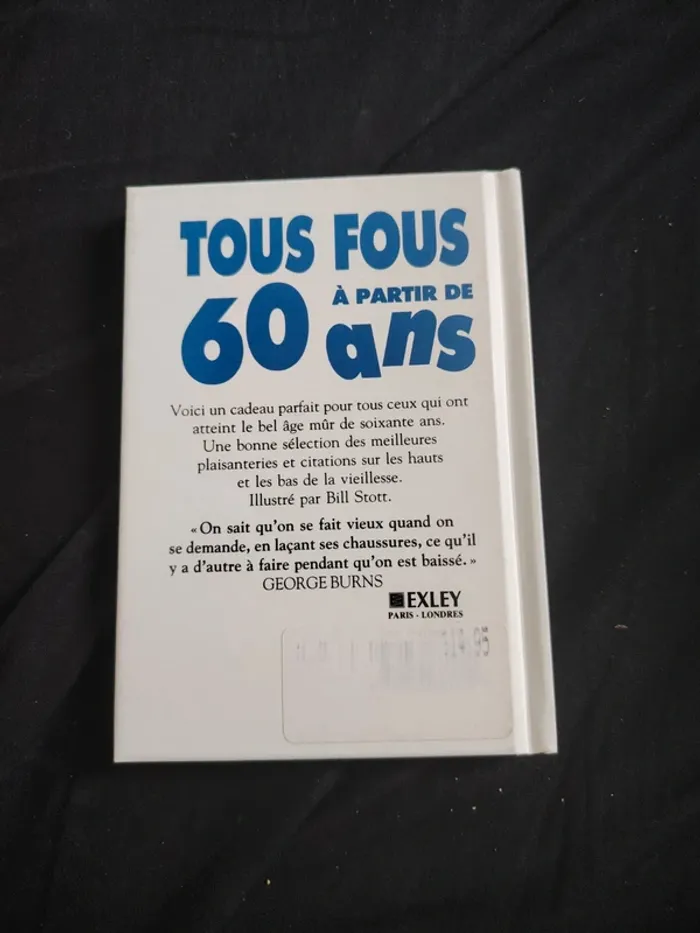 TOUS FOUS
À PARTIR DE
60 ans
Voici un cadeau parfait pour tous ceux qui ont
atteint le bel âge mûr de soixante ans.
Une bonne sélection des meilleures
plaisanteries et citations sur les hauts
et les bas de la vieillesse.
Illustré par Bill Stott.
« On sait qu'on se fait vieux quand on
se demande, en laçant ses chaussures, ce qu'il
y a d'autre à faire pendant qu'on est baissé. »
GEORGE BURNS
EXLEY
PARIS - LONDRES